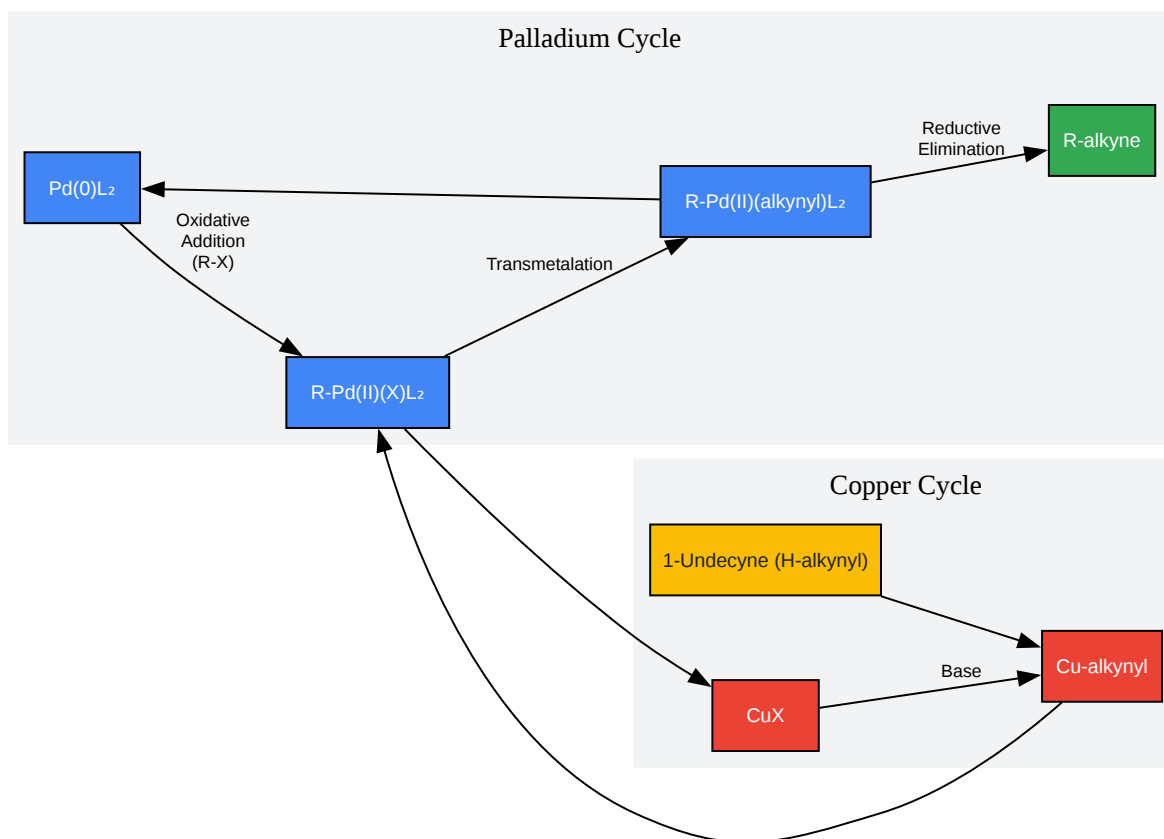 Palladium Cycle
Reductive
Elimination
R-alkyne
Pd(0)L₂
R-Pd(II)(alkynyl)L₂
Oxidative
Addition
(R-X)
Transmetalation
R-Pd(II)(X)L₂
Copper Cycle
1-Undecyne (H-alkynyl)
Cu-alkynyl
Base
CuX